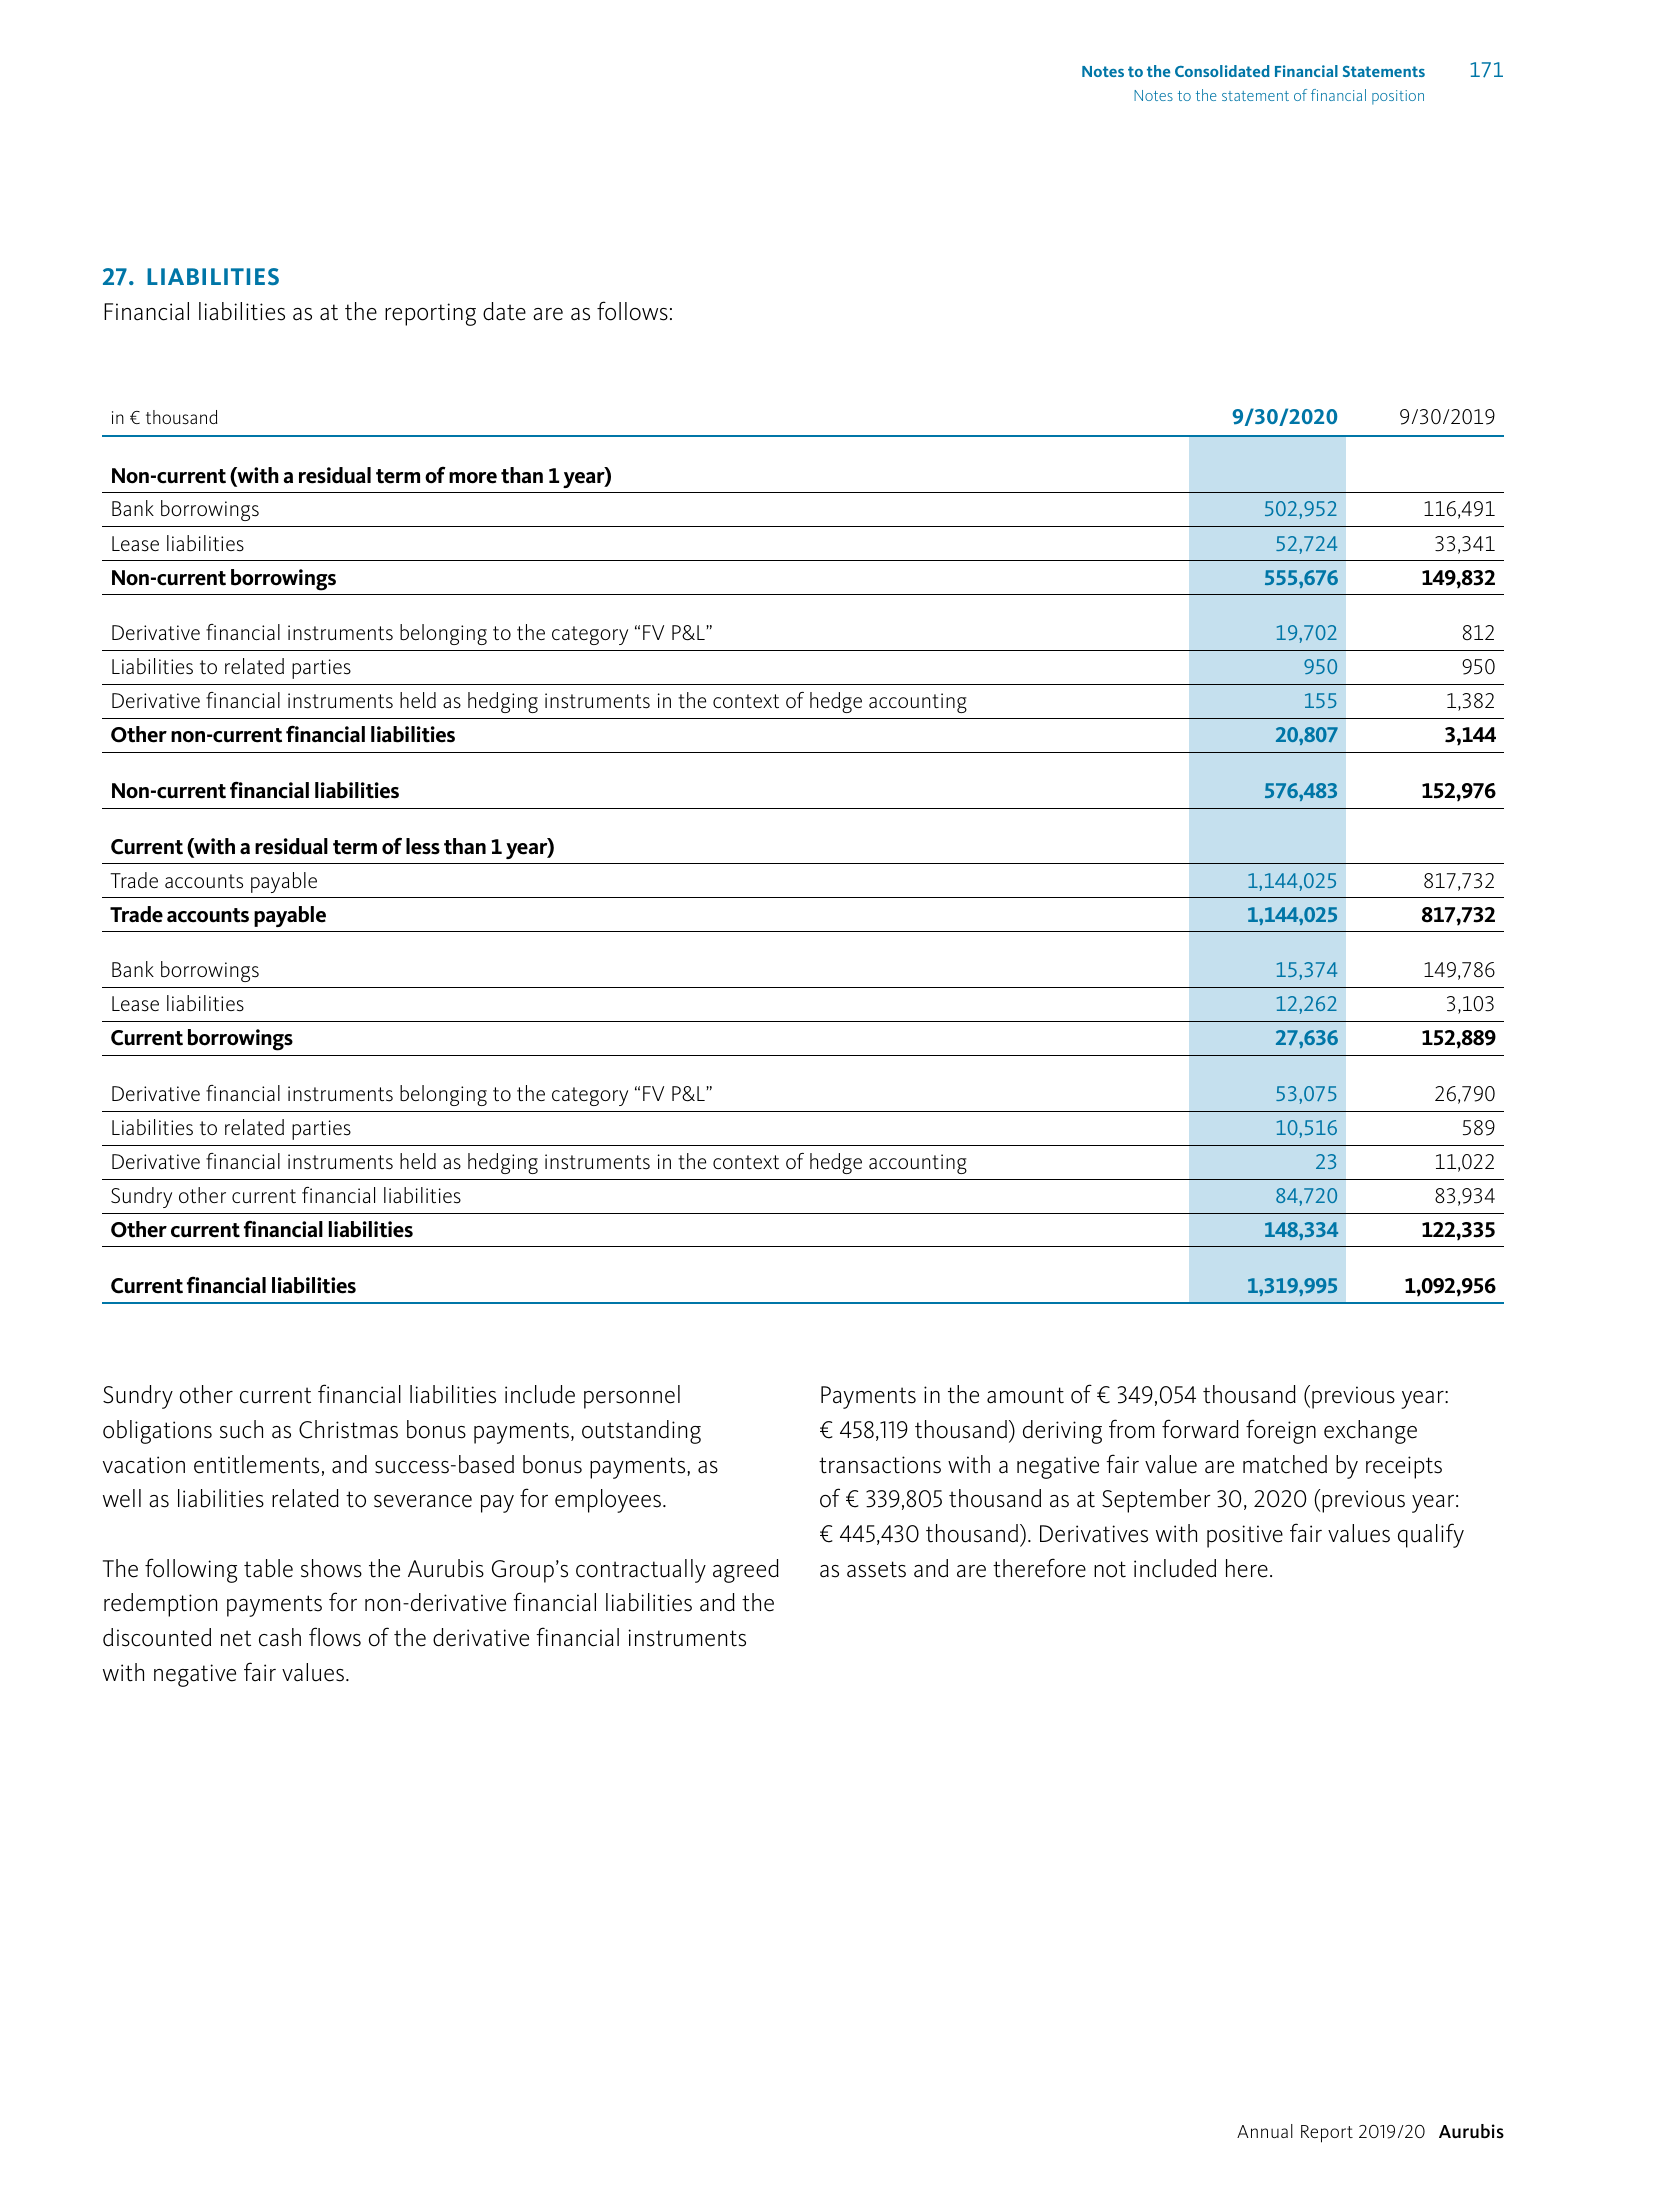 Notes to the Consolidated Financial Statements 171
Notes to the statement of financial position
27. LIABILITIES
Financial liabilities as at the reporting date are as follows:
in € thousand 9/30/2020 9/30/2019
Non-current (with a residual term of more than 1 year)
Bank borrowings 502,952 116,491
Lease liabilities 52,724 33,341
Non-current borrowings 555,676 149,832
Derivative financial instruments belonging to the category “FV P&L” 19,702 812
Liabilities to related parties 950 950
Derivative financial instruments held as hedging instruments in the context of hedge accounting 155 1,382
Other non-current financial liabilities 20,807 3,144
Non-current financial liabilities 576,483 152,976
Current (with a residual term of less than 1 year)
Trade accounts payable 1,144,025 817,732
Trade accounts payable 1,144,025 817,732
Bank borrowings 15,374 149,786
Lease liabilities 12,262 3,103
Current borrowings 27,636 152,889
Derivative financial instruments belonging to the category “FV P&L” 53,075 26,790
Liabilities to related parties 10,516 589
Derivative financial instruments held as hedging instruments in the context of hedge accounting 23 11,022
Sundry other current financial liabilities 84,720 83,934
Other current financial liabilities 148,334 122,335
Current financial liabilities 1,319,995 1,092,956
Sundry other current financial liabilities include personnel
obligations such as Christmas bonus payments, outstanding
vacation entitlements, and success-based bonus payments, as
well as liabilities related to severance pay for employees.
The following table shows the Aurubis Group’s contractually agreed
redemption payments for non-derivative financial liabilities and the
discounted net cash flows of the derivative financial instruments
with negative fair values.
Payments in the amount of € 349,054 thousand (previous year:
€ 458,119 thousand) deriving from forward foreign exchange
transactions with a negative fair value are matched by receipts
of € 339,805 thousand as at September 30, 2020 (previous year:
€ 445,430 thousand). Derivatives with positive fair values qualify
as assets and are therefore not included here.
Annual Report 2019/20 Aurubis